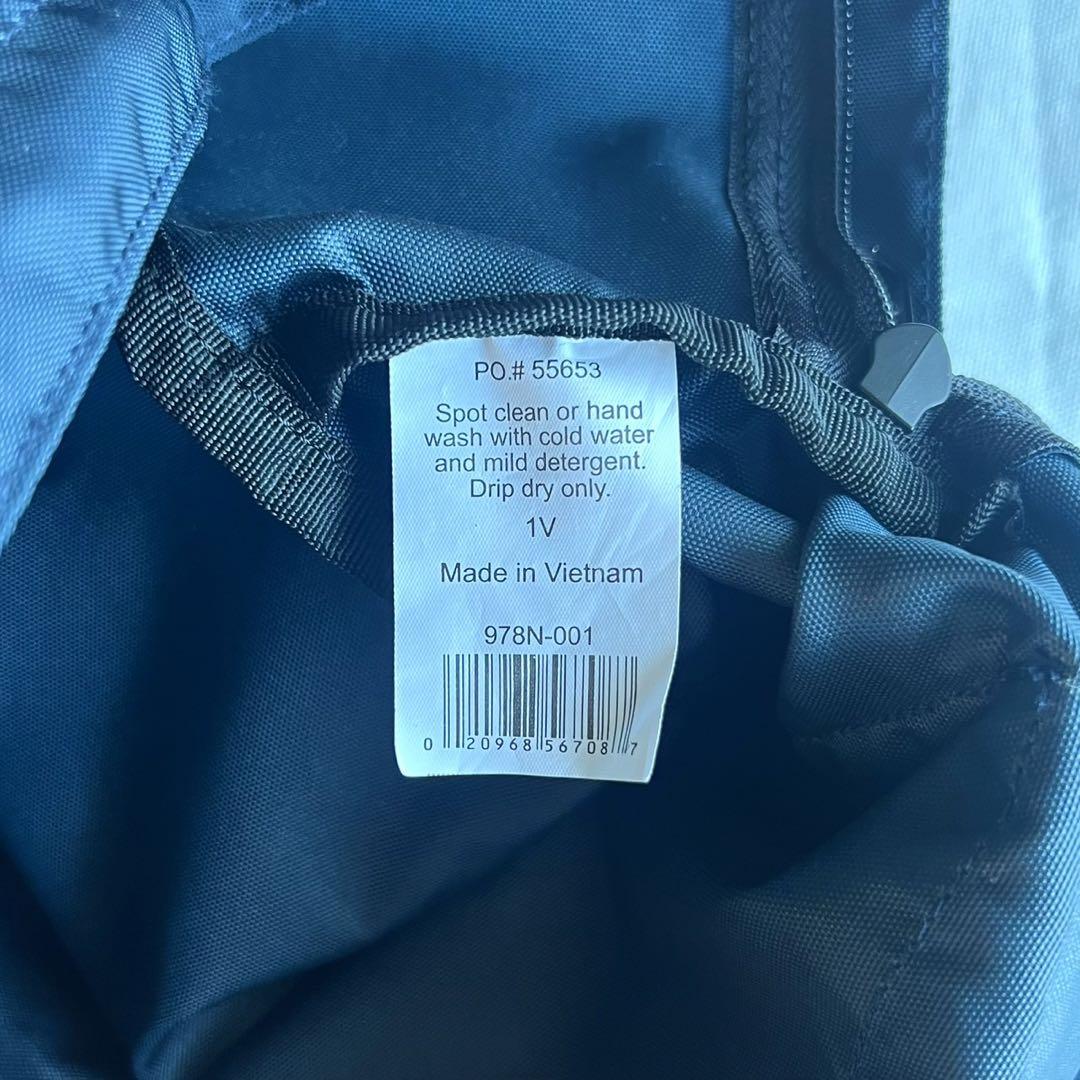 PO.# 55653
Spot clean or hand
wash with cold water
and mild detergent.
Drip dry only.
1V
Made in Vietnam
978N-001
0 20968 56708 7